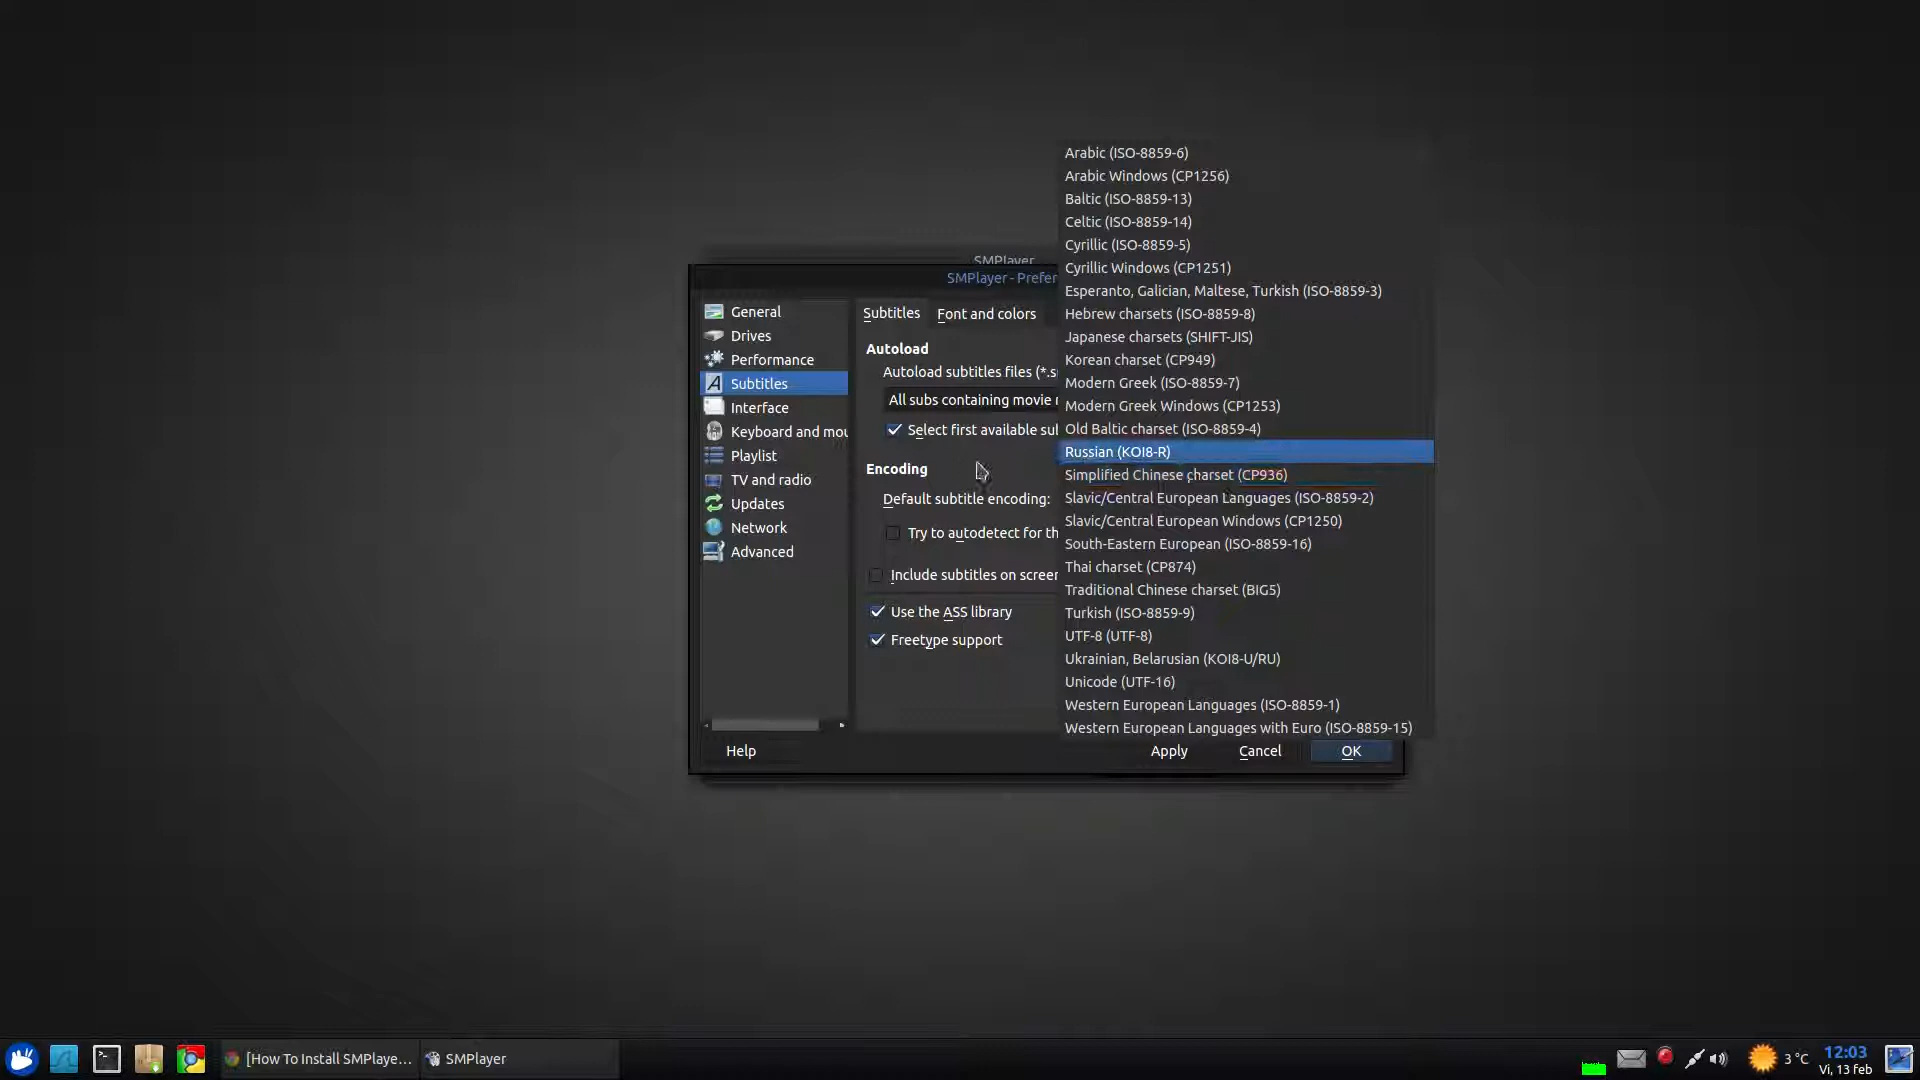 SMPlayer
SMPlayer - Prefer
General
Drives
Performance
Subtitles
Interface
Keyboard and mou
Playlist
TV and radio
Updates
Network
Advanced
Subtitles
Font and colors
Autoload
Autoload subtitles files (*.s
All subs containing movie
Select first available sul
Encoding
Default subtitle encoding:
Try to autodetect for th
Include subtitles on screen
Use the ASS library
Freetype support
Arabic (ISO-8859-6)
Arabic Windows (CP1256)
Baltic (ISO-8859-13)
Celtic (ISO-8859-14)
Cyrillic (ISO-8859-5)
Cyrillic Windows (CP1251)
Esperanto, Galician, Maltese, Turkish (ISO-8859-3)
Hebrew charsets (ISO-8859-8)
Japanese charsets (SHIFT-JIS)
Korean charset (CP949)
Modern Greek (ISO-8859-7)
Modern Greek Windows (CP1253)
Old Baltic charset (ISO-8859-4)
Russian (KOI8-R)
Simplified Chinese charset (CP936)
Slavic/Central European Languages (ISO-8859-2)
Slavic/Central European Windows (CP1250)
South-Eastern European (ISO-8859-16)
Thai charset (CP874)
Traditional Chinese charset (BIG5)
Turkish (ISO-8859-9)
UTF-8 (UTF-8)
Ukrainian, Belarusian (KOI8-U/RU)
Unicode (UTF-16)
Western European Languages (ISO-8859-1)
Western European Languages with Euro (ISO-8859-15)
Help
Apply
Cancel
OK
[How To Install SMPlaye...
SMPlayer
3 °C
12:03
Vi, 13 feb